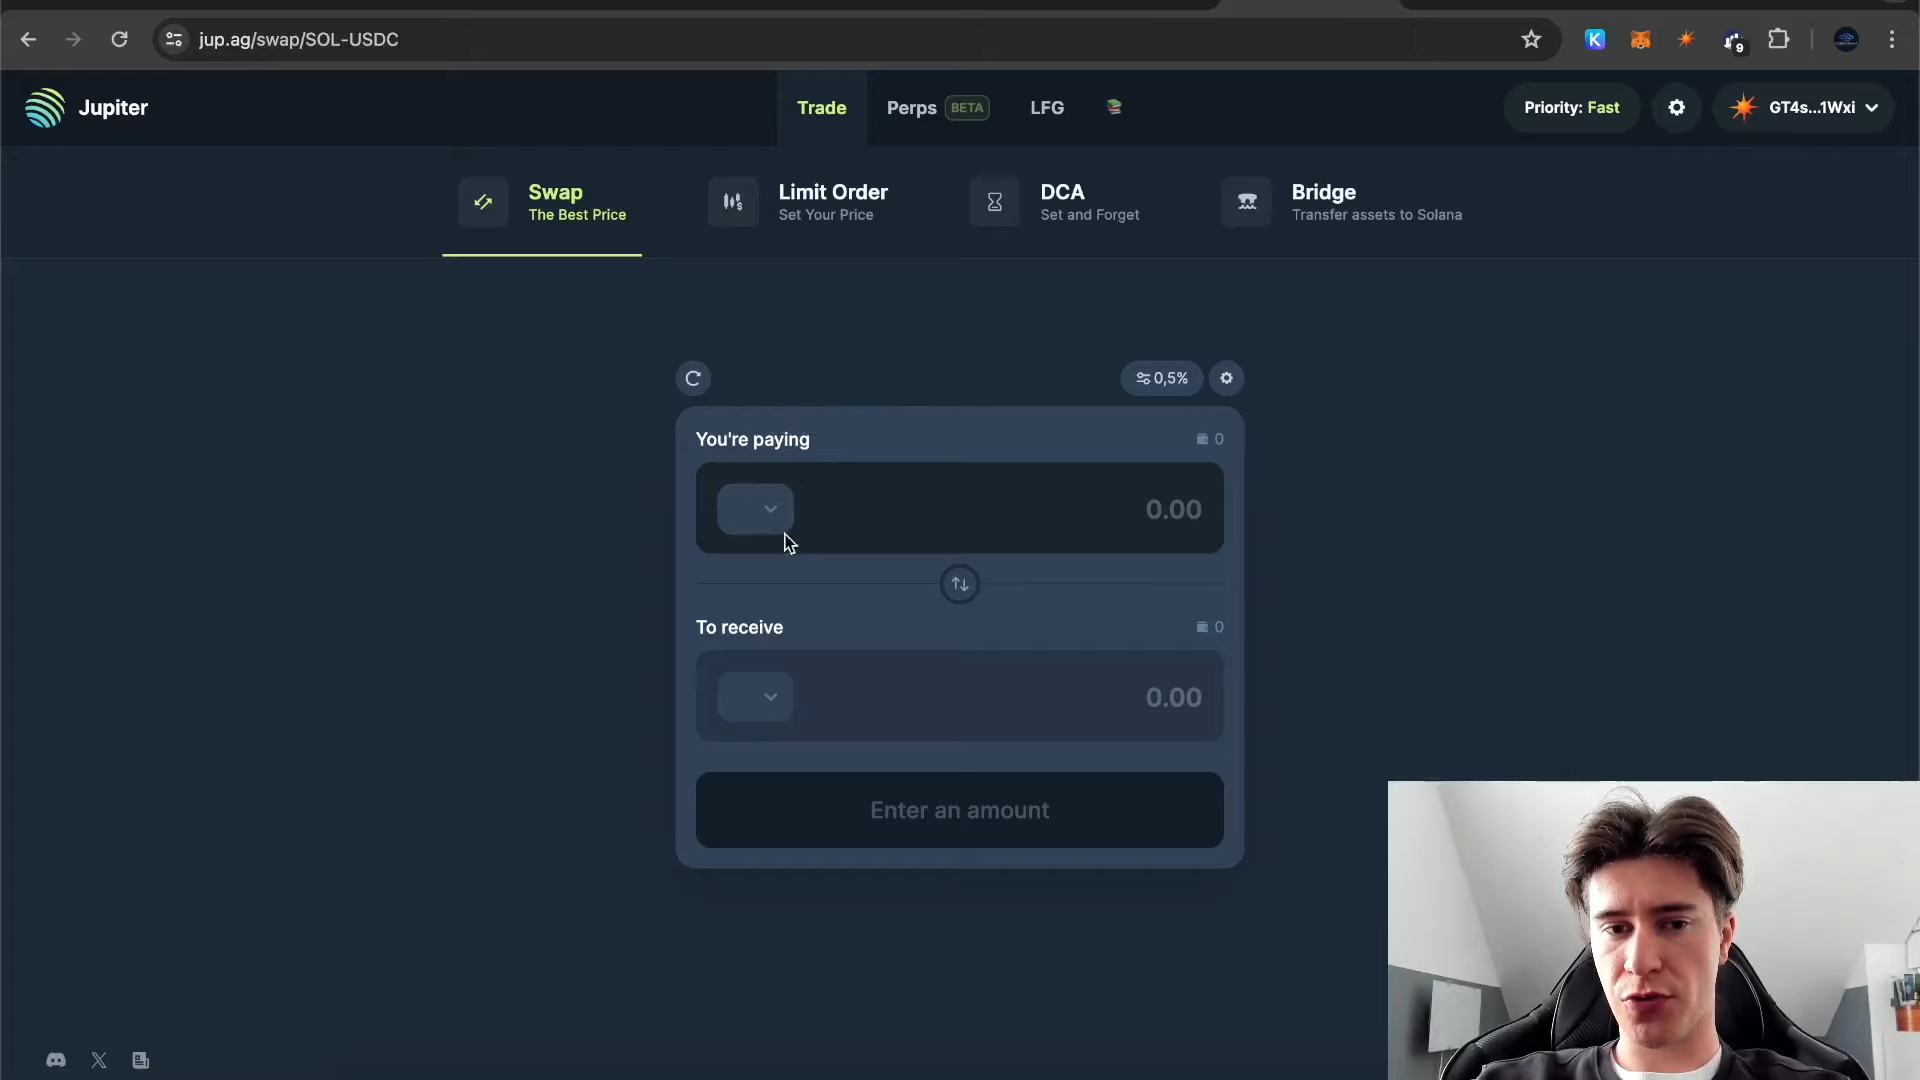 jup.ag/swap/SOL-USDC
K
9
Jupiter
Trade
Perps BETA
LFG
Priority: Fast
GT4s...1Wxi
Swap
The Best Price
Limit Order
Set Your Price
DCA
Set and Forget
Bridge
Transfer assets to Solana
0,5%
You're paying
0
0.00
To receive
0
0.00
Enter an amount